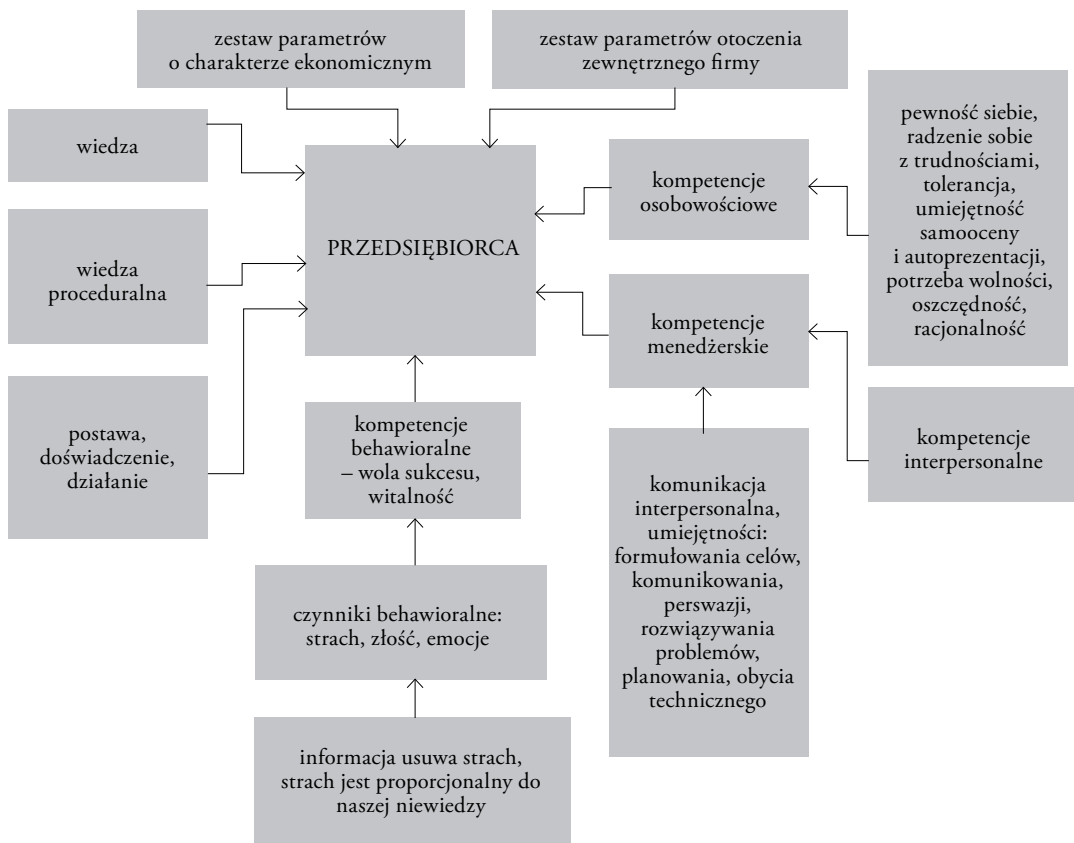 zestaw parametrów
o charakterze ekonomicznym
zestaw parametrów otoczenia
zewnętrznego firmy
wiedza
wiedza
proceduralna
postawa,
doświadczenie,
działanie
PRZEDSIĘBIORCA
kompetencje
osobowościowe
kompetencje
menedżerskie
pewność siebie,
radzenie sobie
z trudnościami,
tolerancja,
umiejętność
samooceny
i autoprezentacji,
potrzeba wolności,
oszczędność,
racjonalność
kompetencje
interpersonalne
kompetencje
behawioralne
– wola sukcesu,
witalność
komunikacja
interpersonalna,
umiejętności:
formułowania celów,
komunikowania,
perswazji,
rozwiązywania
problemów,
planowania, obycia
technicznego
czynniki behawioralne:
strach, złość, emocje
informacja usuwa strach,
strach jest proporcjonalny do
naszej niewiedzy